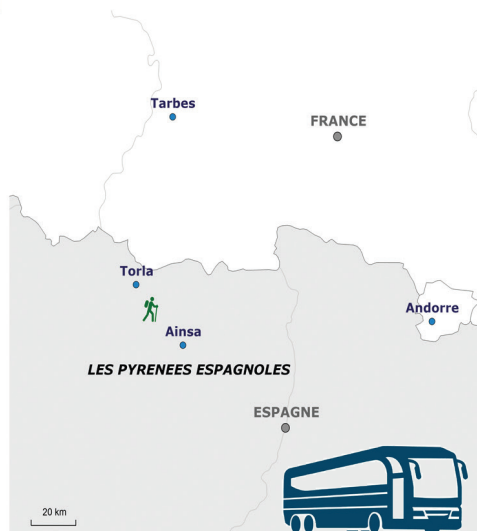 Tarbes
FRANCE
Torla
Andorre
Ainsa
LES PYRENEES ESPAGNOLES
ESPAGNE
20 km